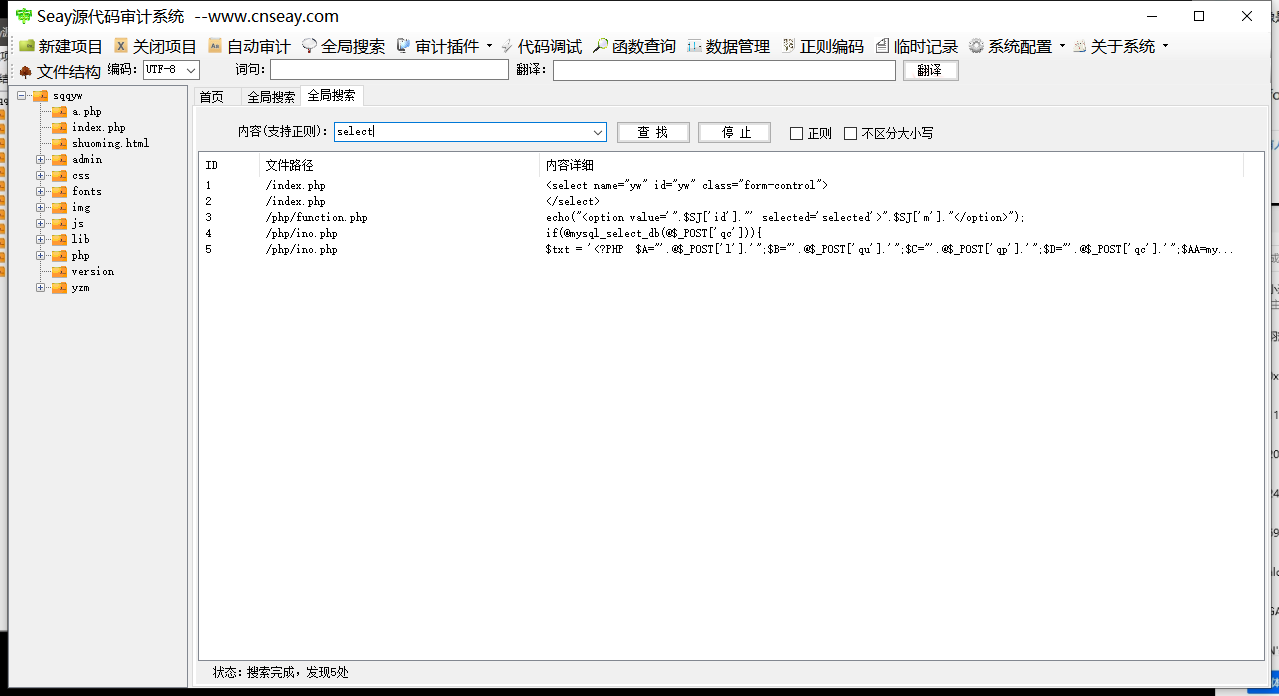 Seay源代码审计系统 --www.cnseay.com
新建项目 关闭项目 自动审计 全局搜索 审计插件 代码调试 函数查询 数据管理 正则编码 临时记录 系统配置 关于系统
文件结构 编码: UTF-8 词句: 翻译: 翻译
sqqyw
a.php
index.php
shuoming.html
admin
css
fonts
img
js
lib
php
version
yzm
首页 全局搜索 全局搜索
内容(支持正则): select 查 找 停 止 正则 不区分大小写
ID 文件路径 内容详细
1 /index.php <select name="yw" id="yw" class="form-control">
2 /index.php </select>
3 /php/function.php echo("<option value='".$SJ['id']."' selected='selected'>".$SJ['m']."</option>");
4 /php/ino.php if(@mysql_select_db(@$_POST['qc'])){
5 /php/ino.php $txt = '<?PHP $A="'.@$_POST['l'].'";$B="'.@$_POST['qu'].'";$C="'.@$_POST['qp'].'";$D="'.@$_POST['qc'].'";$AA=my...
状态: 搜索完成, 发现5处